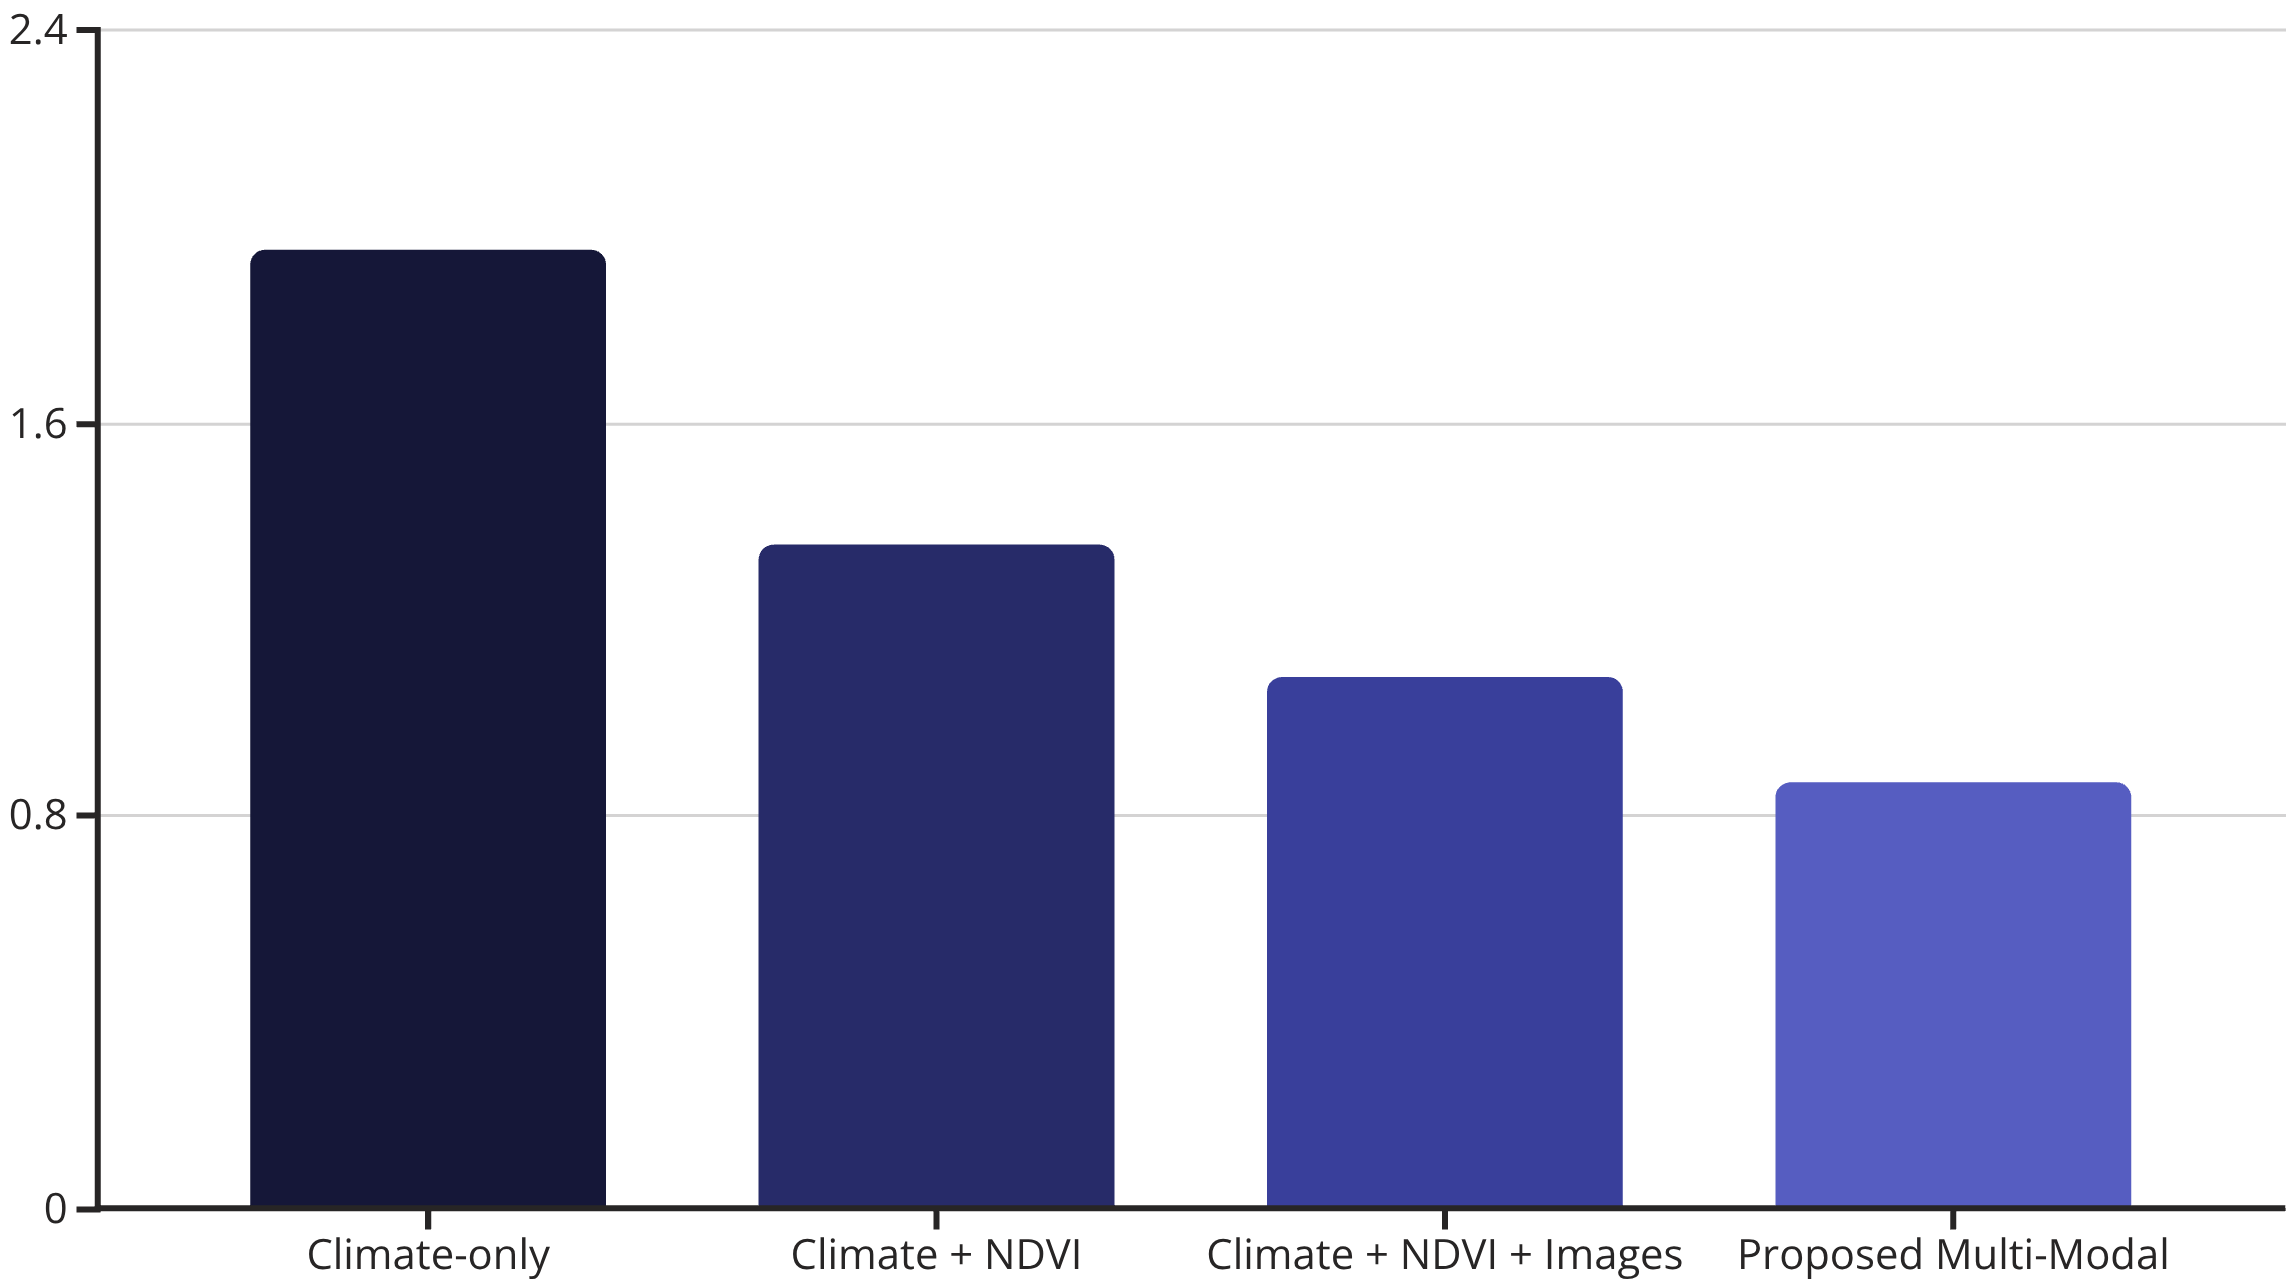 2.4
1.6
0.8
0
Climate-only
Climate + NDVI
Climate + NDVI + Images
Proposed Multi-Modal